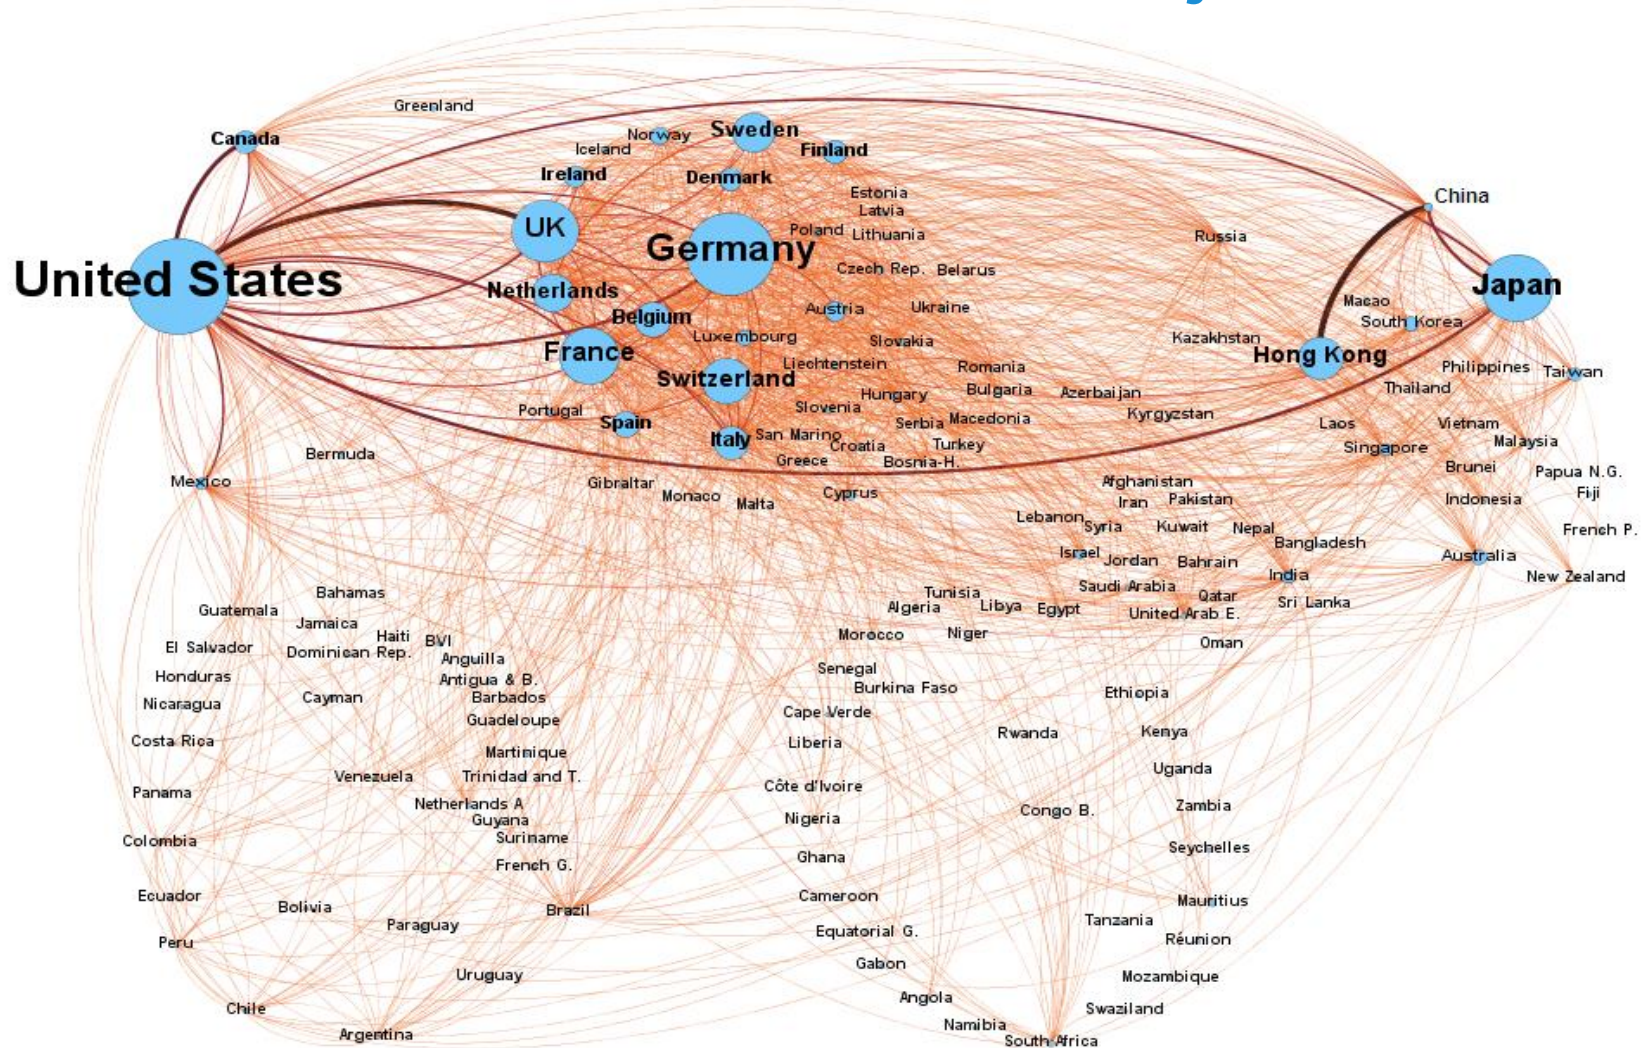 Greenland
Canada
Norway
Sweden
Iceland
Finland
Ireland
Denmark
Estonia
Latvia
China
UK
Poland
Lithuania
Russia
Germany
United States
Czech Rep.
Belarus
Japan
Netherlands
Macao
Belgium
Austria
Ukraine
South Korea
Luxembourg
Slovakia
Kazakhstan
France
Hong Kong
Liechtenstein
Romania
Philippines
Taiwan
Switzerland
Hungary
Bulgaria
Azerbaijan
Thailand
Portugal
Slovenia
Kyrgyzstan
Spain
Serbia
Macedonia
Laos
Vietnam
Italy
San Marino
Croatia
Turkey
Singapore
Malaysia
Bermuda
Greece
Bosnia-H.
Brunei
Papua N.G.
Mexico
Gibraltar
Monaco
Malta
Cyprus
Afghanistan
Iran
Pakistan
Indonesia
Fiji
Lebanon
Syria
Kuwait
Nepal
Bangladesh
French P.
Israel
Jordan
Bahrain
India
Australia
New Zealand
Bahamas
Tunisia
Saudi Arabia
Qatar
Sri Lanka
Guatemala
Jamaica
Algeria
Libya
Egypt
United Arab E.
El Salvador
Haiti
BVI
Dominican Rep.
Morocco
Niger
Oman
Anguilla
Honduras
Antigua & B.
Senegal
Burkina Faso
Nicaragua
Cayman
Barbados
Ethiopia
Guadeloupe
Cape Verde
Costa Rica
Martinique
Liberia
Rwanda
Kenya
Venezuela
Trinidad and T.
Uganda
Panama
Netherlands A
Côte d'Ivoire
Guyana
Nigeria
Congo B.
Zambia
Colombia
Suriname
French G.
Ghana
Seychelles
Ecuador
Bolivia
Brazil
Cameroon
Mauritius
Paraguay
Equatorial G.
Tanzania
Peru
Réunion
Uruguay
Gabon
Mozambique
Chile
Angola
Swaziland
Argentina
Namibia
South Africa